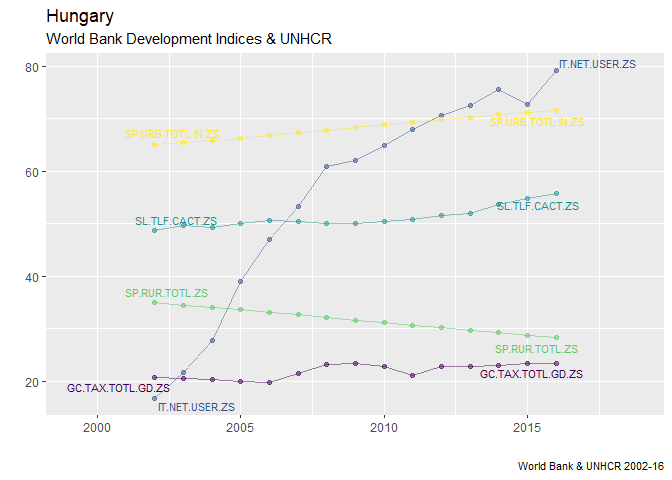 Hungary
World Bank Development Indices & UNHCR
80
IT.NET.USER.ZS
SP.URB.TOTL.IN.ZS
SP.URB.TOTL.IN.ZS
60
SL.TLF.CACT.ZS
SL.TLF.CACT.ZS
40
SP.RUR.TOTL.ZS
SP.RUR.TOTL.ZS
20
GC.TAX.TOTL.GD.ZS
GC.TAX.TOTL.GD.ZS
IT.NET.USER.ZS
2000
2005
2010
2015
World Bank & UNHCR 2002-16